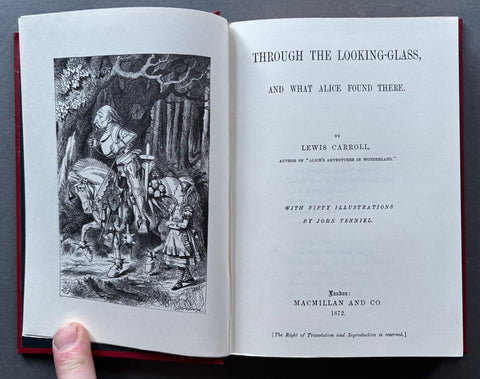 THROUGH THE LOOKING-GLASS,
AND WHAT ALICE FOUND THERE.
BY
LEWIS CARROLL,
AUTHOR OF "ALICE'S ADVENTURES IN WONDERLAND."
WITH FIFTY ILLUSTRATIONS
BY JOHN TENNIEL.
London:
MACMILLAN AND CO.
1872.
[The Right of Translation and Reproduction is reserved.]